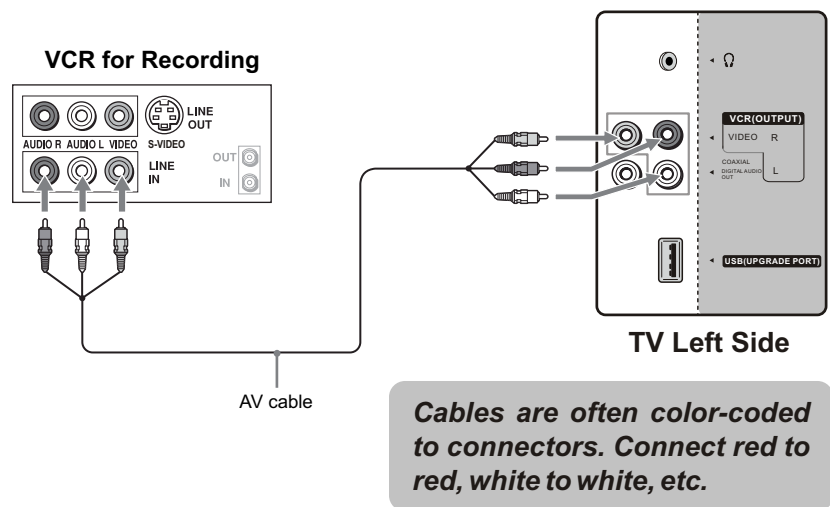 VCR for Recording
LINE
OUT
AUDIO R AUDIO L VIDEO S-VIDEO
LINE
IN
OUT
IN
AV cable
VCR(OUTPUT)
VIDEO R
COAXIAL
DIGITAL AUDIO
OUT
L
USB(UPGRADE PORT)
TV Left Side
Cables are often color-coded
to connectors. Connect red to
red, white to white, etc.